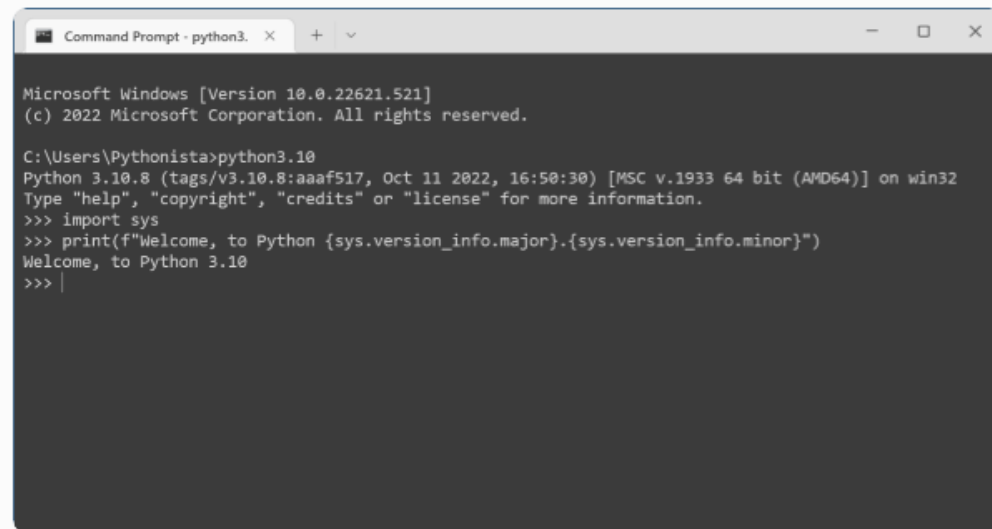 Command Prompt - python3.
Microsoft Windows [Version 10.0.22621.521]
(c) 2022 Microsoft Corporation. All rights reserved.
C:\Users\Pythonista>python3.10
Python 3.10.8 (tags/v3.10.8:aaaf517, Oct 11 2022, 16:50:30) [MSC v.1933 64 bit (AMD64)] on win32
Type "help", "copyright", "credits" or "license" for more information.
>>> import sys
>>> print(f"Welcome, to Python {sys.version_info.major}.{sys.version_info.minor}")
Welcome, to Python 3.10
>>>